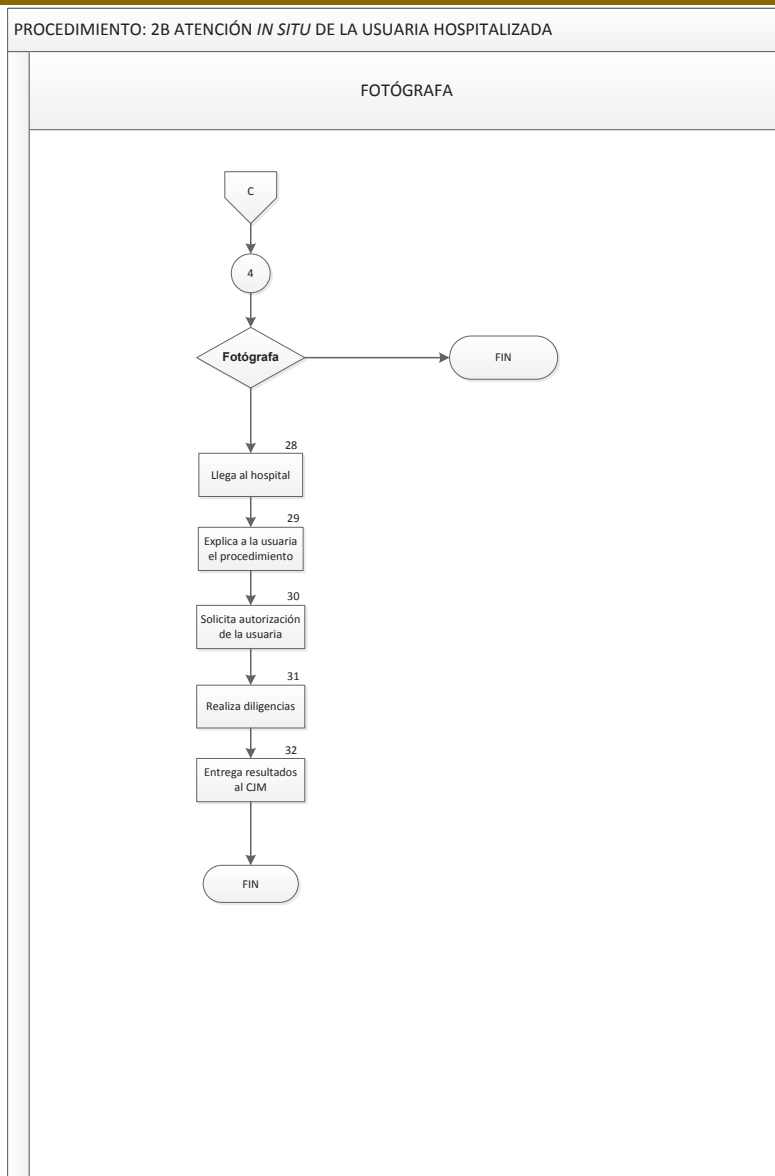 PROCEDIMIENTO: 2B ATENCIÓN IN SITU DE LA USUARIA HOSPITALIZADA
FOTÓGRAFA
C
4
Fotógrafa
FIN
28
Llega al hospital
29
Explica a la usuaria
el procedimiento
30
Solicita autorización
de la usuaria
31
Realiza diligencias
32
Entrega resultados
al CJM
FIN